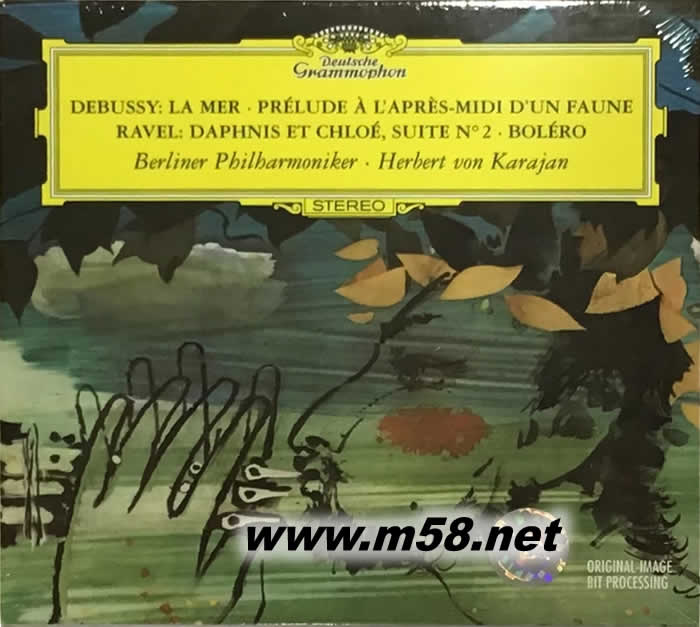 Deutsche
Grammophon
DEBUSSY: LA MER · PRÉLUDE À L'APRÈS-MIDI D'UN FAUNE
RAVEL: DAPHNIS ET CHLOÉ, SUITE N° 2 · BOLÉRO
Berliner Philharmoniker · Herbert von Karajan
STEREO
www.m58.net
ORIGINAL-IMAGE
BIT PROCESSING